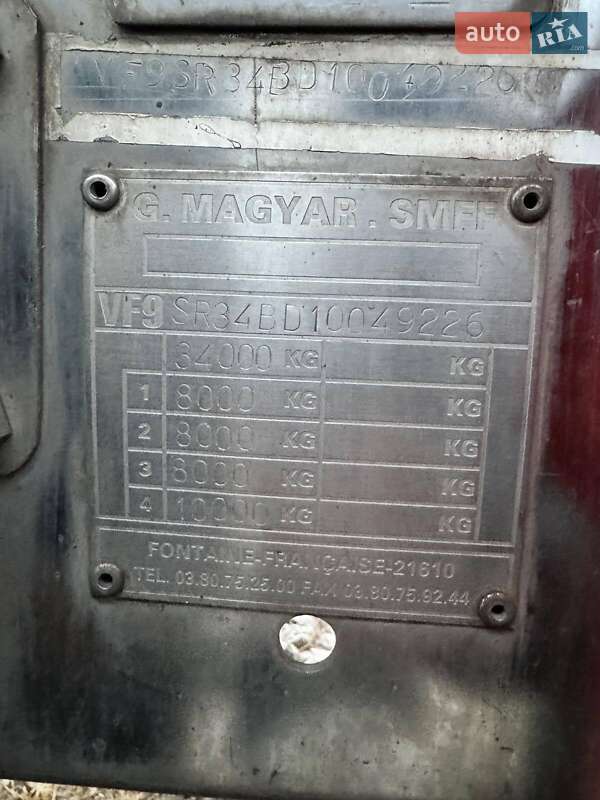 auto
RIA
.com
VF9SR34BD10049226
G. MAGYAR . SMFF
VF9 SR34BD10049226
34000 KG KG
1 8000 KG KG
2 8000 KG KG
3 8000 KG KG
4 10000 KG KG
FONTAINE-FRANÇAISE-21610
TEL. 03.80.75.25.00 FAX 03.80.75.92.44